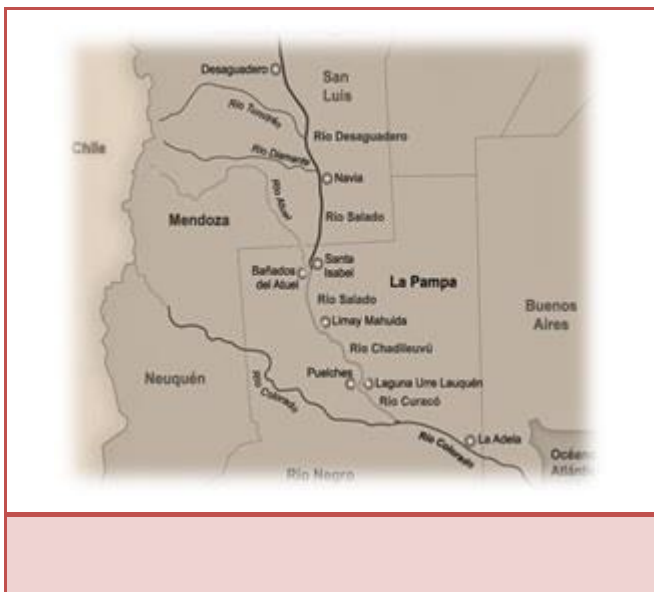 Desaguadero
San
Luis
Río Tunuyán
Río Desaguadero
Chile
Río Diamante
Navia
Río Atuel
Mendoza
Río Salado
Santa
Isabel
Bañados
del Atuel
La Pampa
Río Salado
Buenos
Aires
Limay Mahuida
Río Chadileuvú
Puelches
Laguna Urre Lauquén
Neuquén
Río Colorado
Río Curacó
Río Colorado
La Adela
Océano
Atlántico
Río Negro